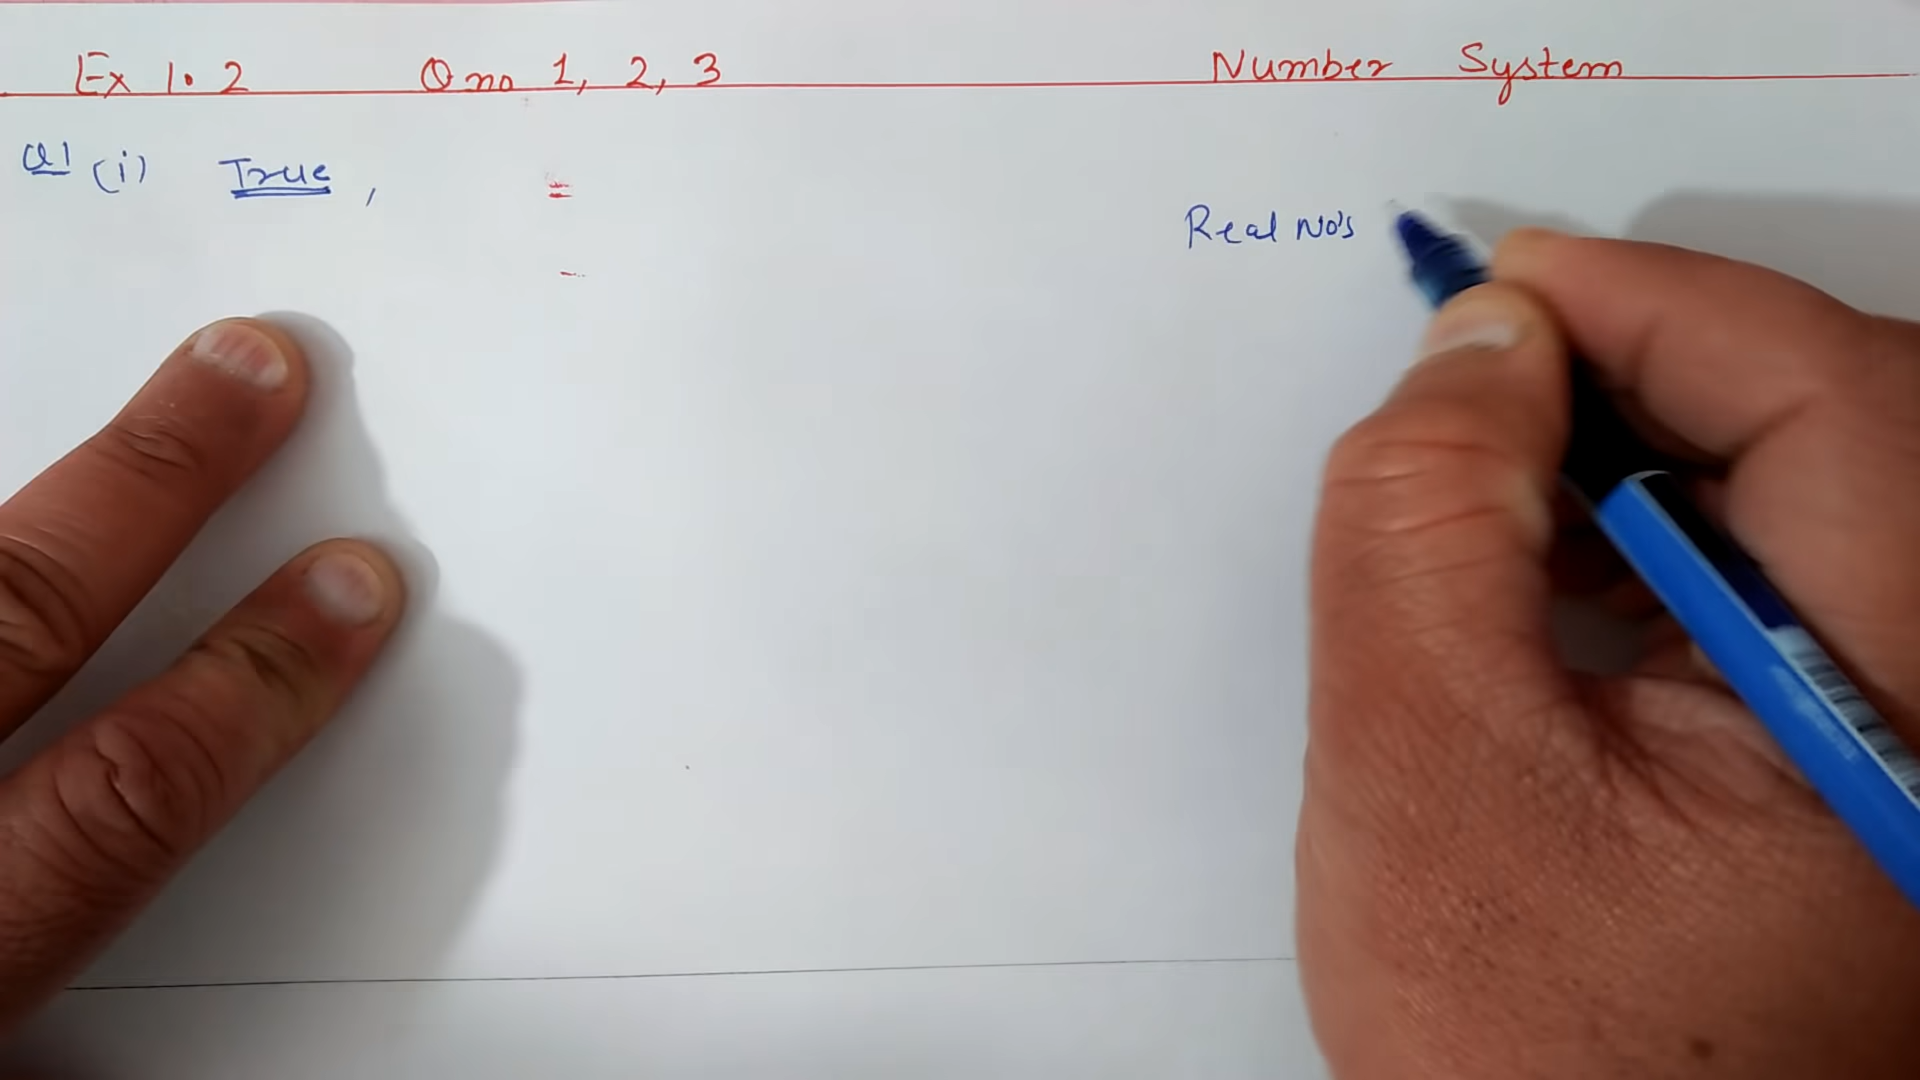 Ex 1.2 Q no 1, 2, 3 Number System
Q1 (i) True ,
Real No's